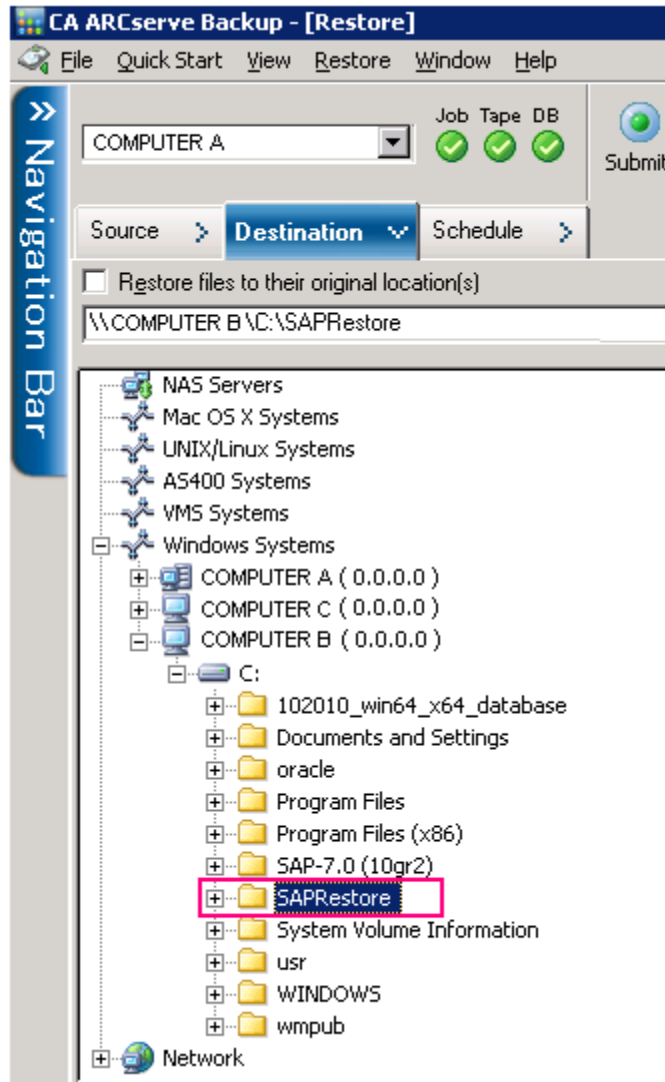 CA ARCserve Backup - [Restore]
File Quick Start View Restore Window Help
» Navigation Bar
Job Tape DB
COMPUTER A
Submit
Source > Destination Schedule >
Restore files to their original location(s)
\\COMPUTER B\C:\SAPRestore
NAS Servers
Mac OS X Systems
UNIX/Linux Systems
AS400 Systems
VMS Systems
Windows Systems
COMPUTER A ( 0.0.0.0 )
COMPUTER C ( 0.0.0.0 )
COMPUTER B ( 0.0.0.0 )
C:
102010_win64_x64_database
Documents and Settings
oracle
Program Files
Program Files (x86)
SAP-7.0 (10gr2)
SAPRestore
System Volume Information
usr
WINDOWS
wmpub
Network